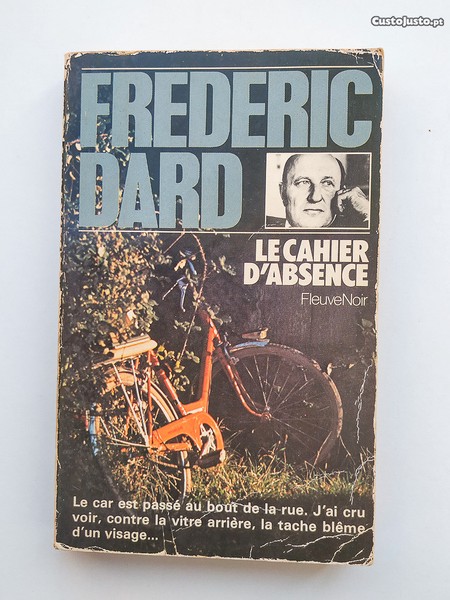 CustoJusto.pt
FREDERIC
DARD
LE CAHIER
D'ABSENCE
FleuveNoir
Le car est passé au bout de la rue. J'ai cru
voir, contre la vitre arrière, la tache blême
d'un visage...